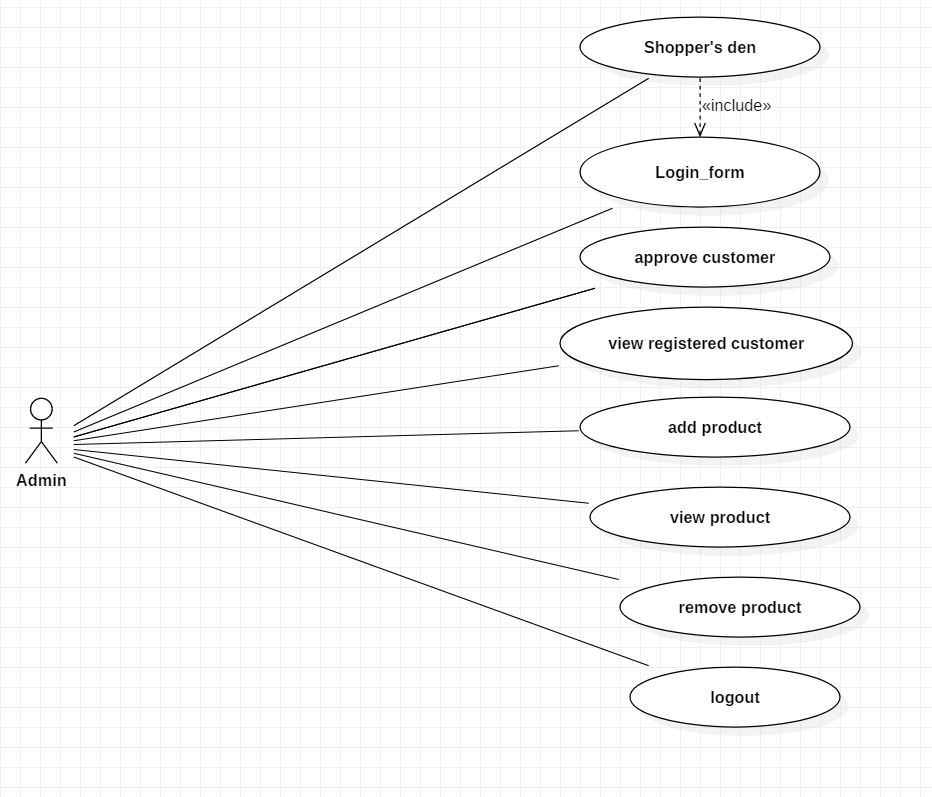 Shopper's den
«include»
Login_form
approve customer
view registered customer
add product
Admin
view product
remove product
logout